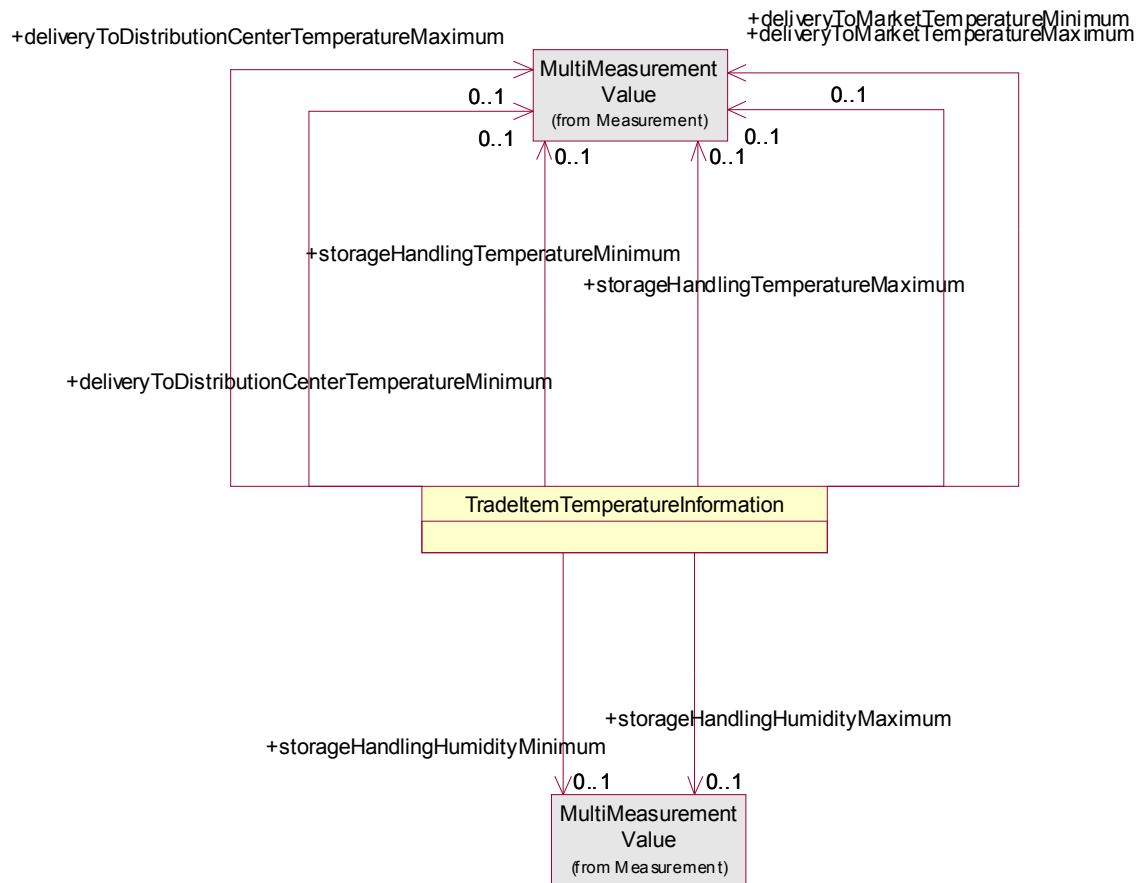 +deliveryToMarketTemperatureMinimum
+deliveryToDistributionCenterTemperatureMaximum
+deliveryToMarketTemperatureMaximum
MultiMeasurement
Value
(from Measurement)
0..1
0..1
0..1
0..1
0..1
0..1
+storageHandlingTemperatureMinimum
+storageHandlingTemperatureMaximum
+deliveryToDistributionCenterTemperatureMinimum
TradeItemTemperatureInformation
+storageHandlingHumidityMaximum
+storageHandlingHumidityMinimum
0..1
0..1
MultiMeasurement
Value
(from Measurement)